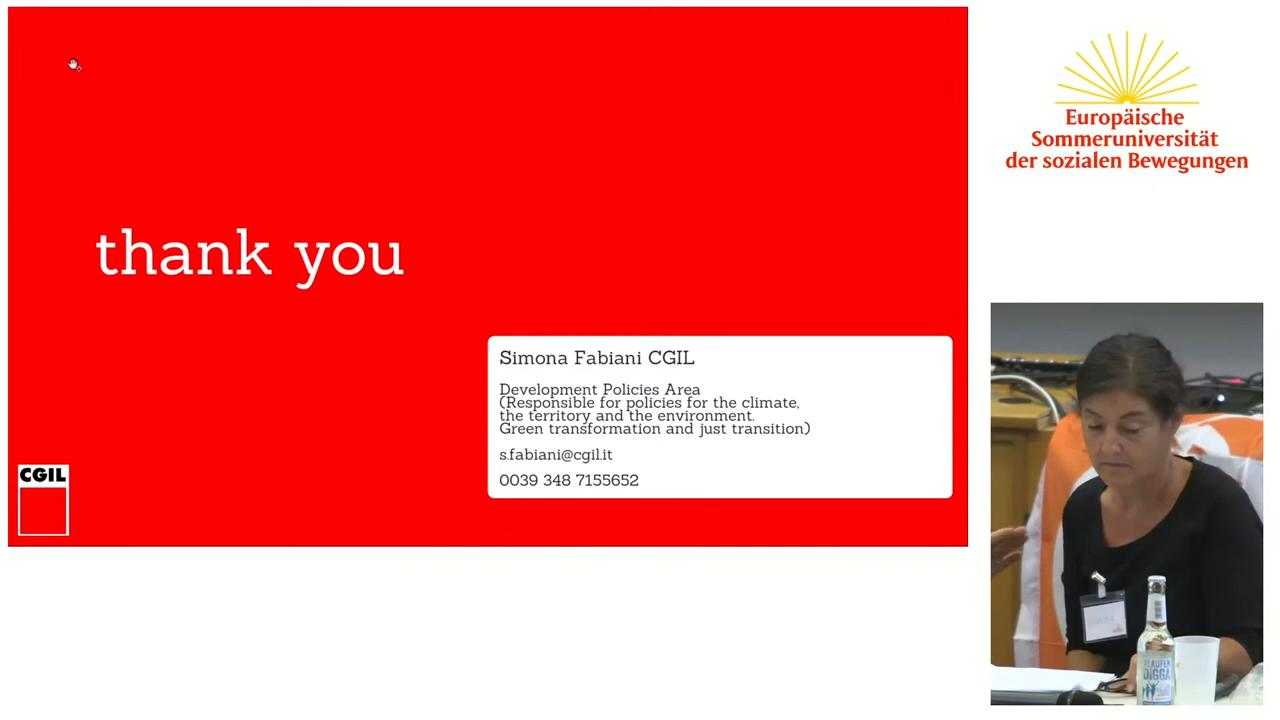 thank you
Simona Fabiani CGIL
Development Policies Area
(Responsible for policies for the climate,
the territory and the environment.
Green transformation and just transition)
s.fabiani@cgil.it
0039 348 7155652
CGIL
Europäische
Sommeruniversität
der sozialen Bewegungen
DIGGA